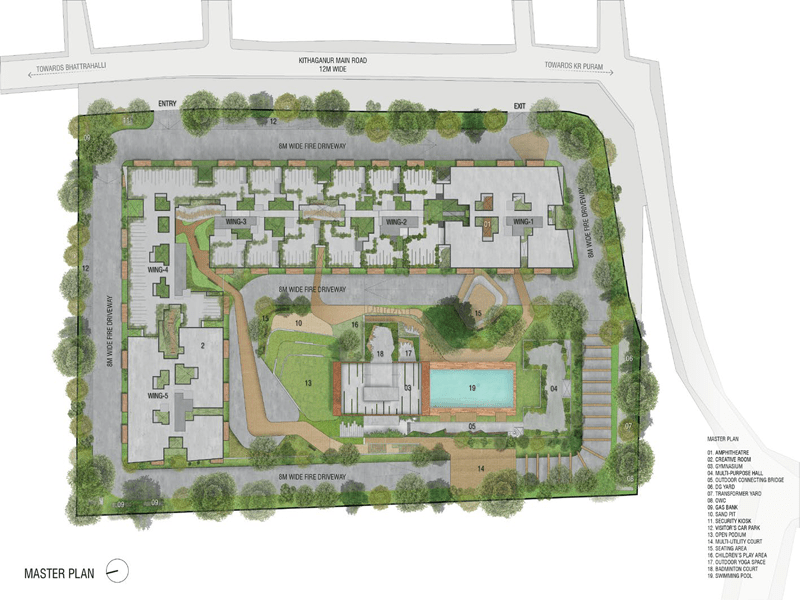 TOWARDS BHATTRAHALLI
KITHAGANUR MAIN ROAD
12M WIDE
TOWARDS KR PURAM
ENTRY
EXIT
11
12
09
8M WIDE FIRE DRIVEWAY
WING-3
WING-2
01
WING-1
8M WIDE FIRE DRIVEWAY
12
WING-4
8M WIDE FIRE DRIVEWAY
8M WIDE FIRE DRIVEWAY
15
10
16
15
2
18
17
06
13
03
19
04
WING-5
05
07
14
8M WIDE FIRE DRIVEWAY
09
09
MASTER PLAN
01. AMPHITHEATRE
02. CREATIVE ROOM
03. GYMNASIUM
04. MULTI-PURPOSE HALL
05. OUTDOOR CONNECTING BRIDGE
06. DG YARD
07. TRANSFORMER YARD
08. OWC
09. GAS BANK
10. SAND PIT
11. SECURITY KIOSK
12. VISITOR'S CAR PARK
13. OPEN PODIUM
14. MULTI-UTILITY COURT
15. SEATING AREA
16. CHILDREN'S PLAY AREA
17. OUTDOOR YOGA SPACE
18. BADMINTON COURT
19. SWIMMING POOL
MASTER PLAN